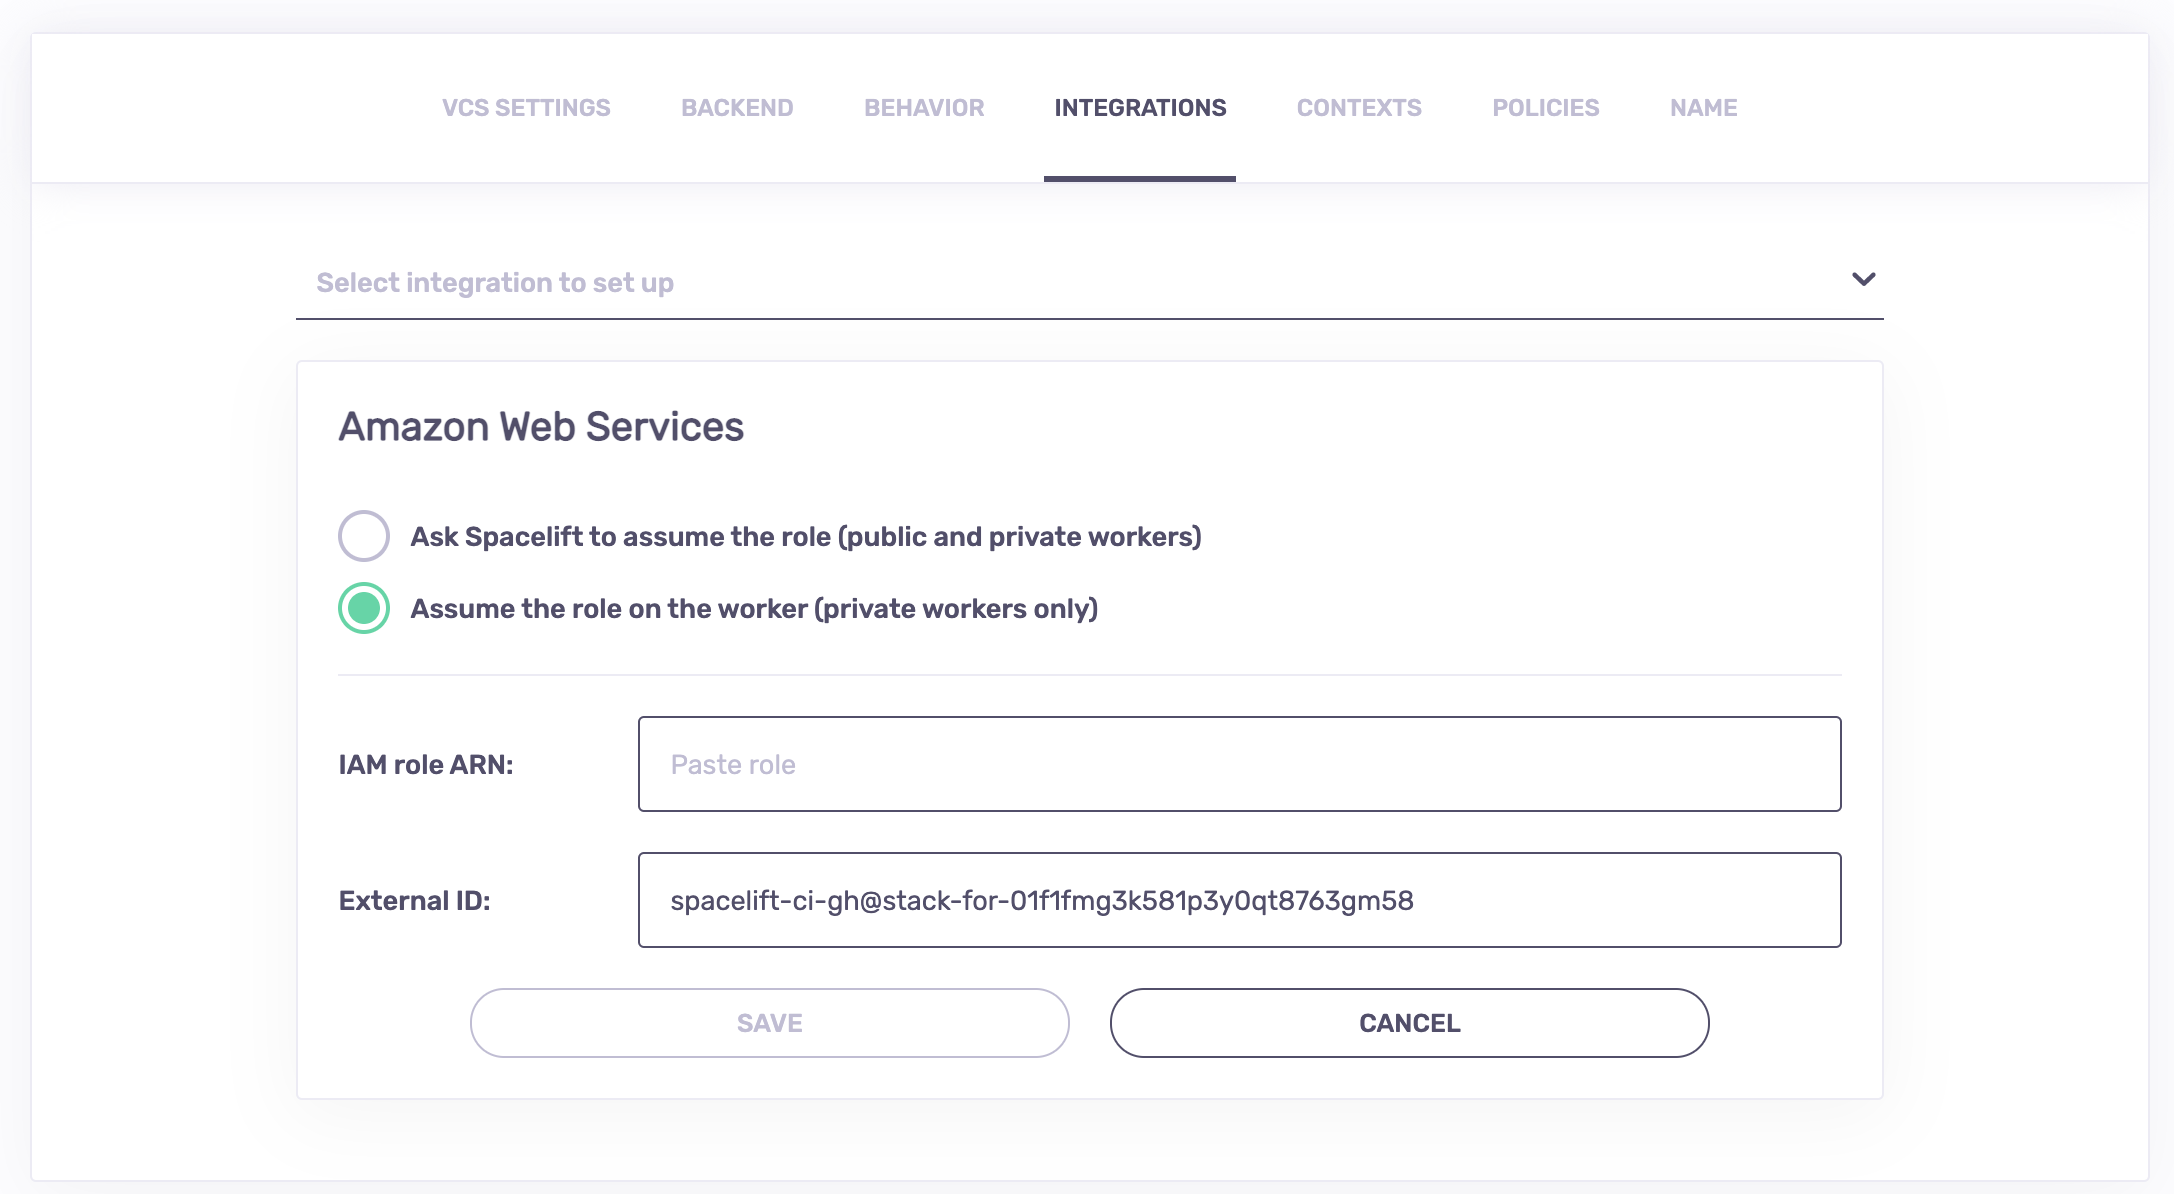 VCS SETTINGS BACKEND BEHAVIOR INTEGRATIONS CONTEXTS POLICIES NAME
Select integration to set up
Amazon Web Services
Ask Spacelift to assume the role (public and private workers)
Assume the role on the worker (private workers only)
IAM role ARN: Paste role
External ID: spacelift-ci-gh@stack-for-01f1fmg3k581p3y0qt8763gm58
SAVE CANCEL